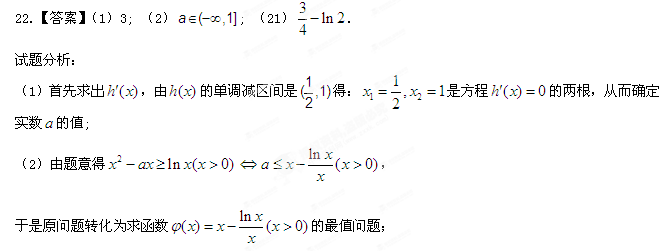 22.【答案】(1) 3; (2) a∈(-∞,1]; (21) 3/4 - ln 2.
试题分析:
(1) 首先求出h′(x), 由h(x)的单调减区间是(1/2,1)得: x₁=1/2, x₂=1是方程h′(x)=0的两根, 从而确定
实数a的值;
(2) 由题意得x²-ax≥ln x(x>0) ⇔ a≤x-ln x/x(x>0),
于是原问题转化为求函数φ(x)=x-ln x/x(x>0)的最值问题;